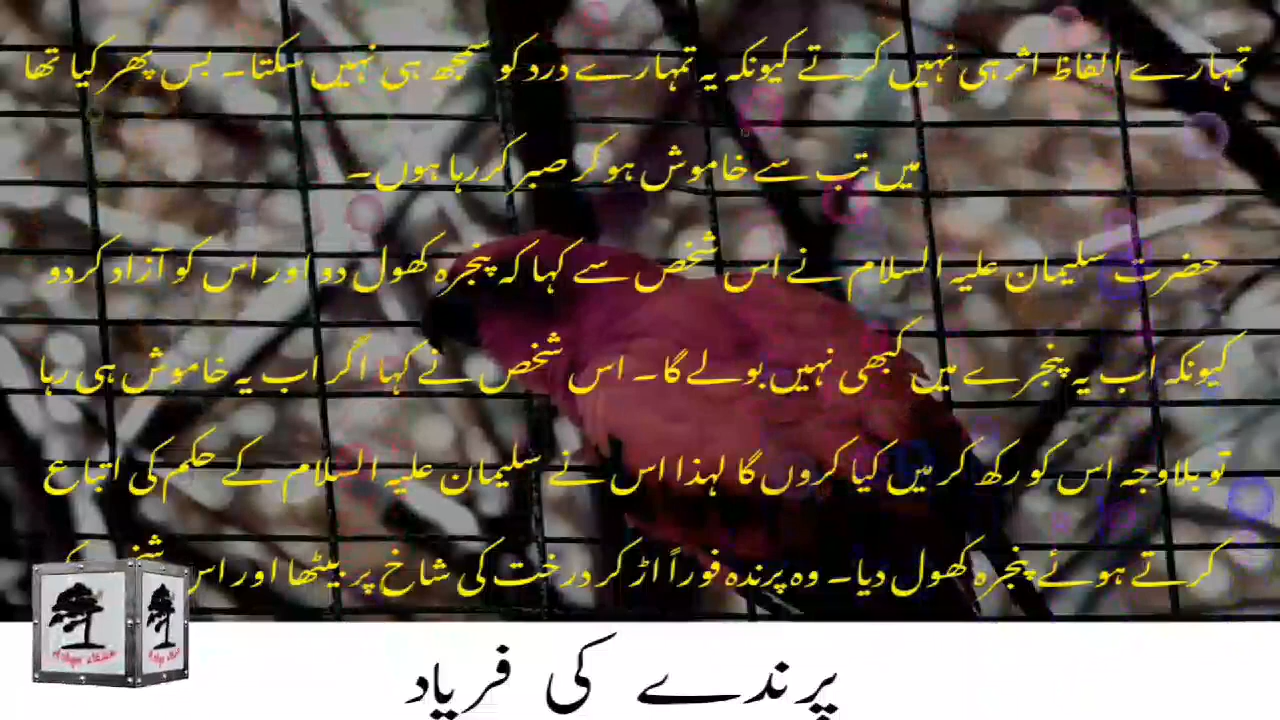 تمہارے الفاظ اثر ہی نہیں کرتے کیونکہ یہ تمہارے درد کو سمجھ ہی نہیں سکتا۔ بس پھر کیا تھا
میں تب سے خاموش ہو کر صبر کر رہا ہوں۔
حضرت سلیمان علیہ السلام نے اس شخص سے کہا کہ پنجرہ کھول دو اور اس کو آزاد کردو
کیونکہ اب یہ پنجرے میں کبھی نہیں بولے گا۔ اس شخص نے کہا اگر اب یہ خاموش ہی رہا
تو بلاوجہ اس کو رکھ کر میں کیا کروں گا لہذا اس نے سلیمان علیہ السلام کے حکم کی اتباع
کرتے ہوئے پنجرہ کھول دیا۔ وہ پرندہ فوراً اڑ کر درخت کی شاخ پر بیٹھا اور اس
پرندے کی فریاد